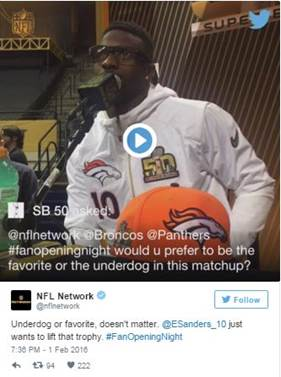 NFL
SUPE
50
10
SB 50 asked:
@nflnetwork @Broncos @Panthers
#fanopeningnight would u prefer to be the
favorite or the underdog in this matchup?
NFL Network
@nflnetwork
Follow
Underdog or favorite, doesn't matter. @ESanders_10 just
wants to lift that trophy. #FanOpeningNight
7:36 PM - 1 Feb 2016
94
222